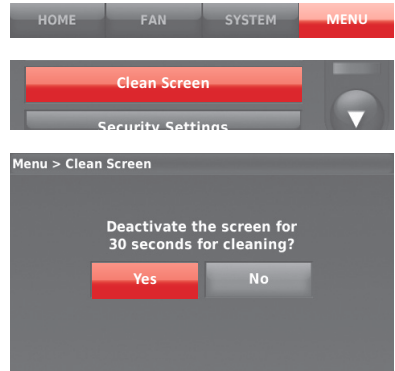 HOME FAN SYSTEM MENU
Clean Screen
Security Settings
Menu > Clean Screen
Deactivate the screen for
30 seconds for cleaning?
Yes No